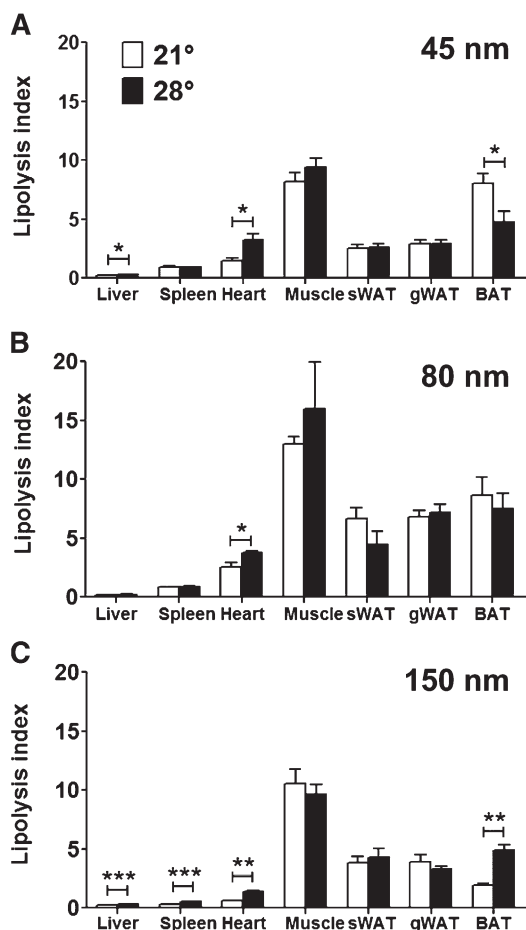 A
20
45 nm
21°
28°
15
Lipolysis index
10
*
*
5
*
0
Liver Spleen Heart Muscle sWAT gWAT BAT
B
20
80 nm
15
Lipolysis index
10
5
*
0
Liver Spleen Heart Muscle sWAT gWAT BAT
C
20
150 nm
15
Lipolysis index
10
5
**
*** *** **
0
Liver Spleen Heart Muscle sWAT gWAT BAT